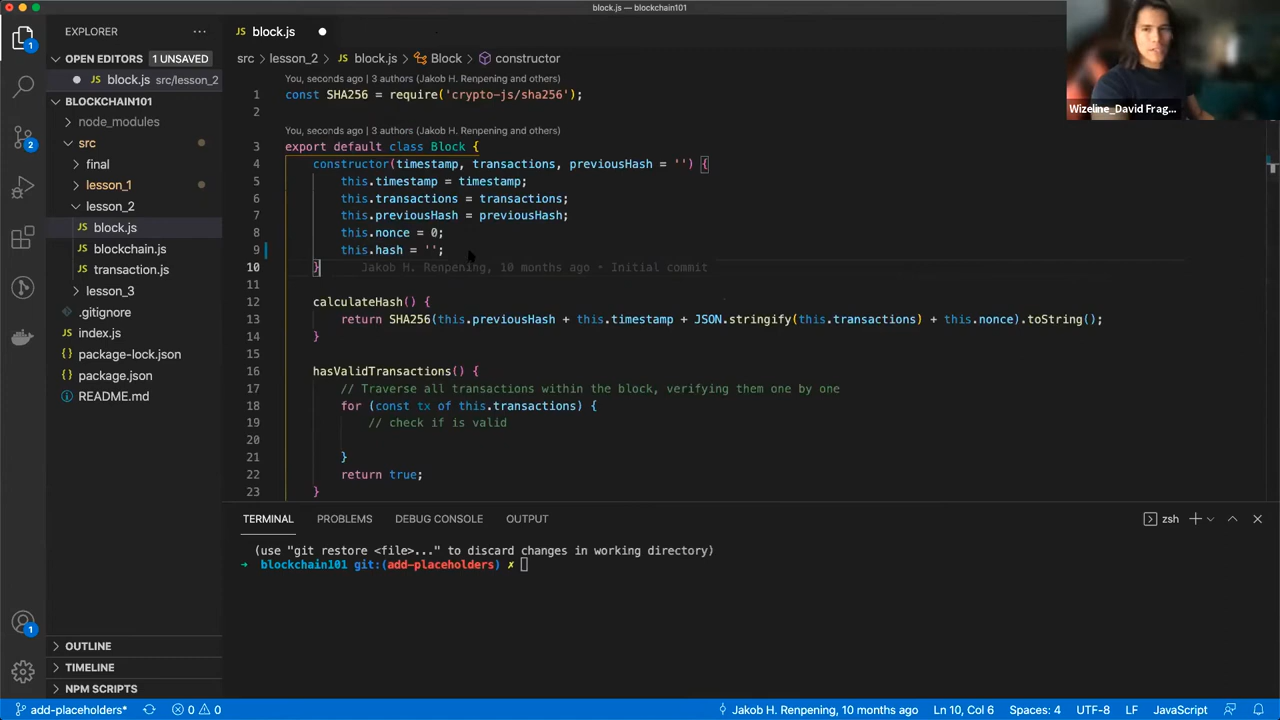 block.js — blockchain101
EXPLORER
block.js
OPEN EDITORS 1 UNSAVED
block.js src/lesson_2
BLOCKCHAIN101
node_modules
src
final
lesson_1
lesson_2
block.js
blockchain.js
transaction.js
lesson_3
.gitignore
index.js
package-lock.json
package.json
README.md
OUTLINE
TIMELINE
NPM SCRIPTS
1
2
1
src > lesson_2 > JS block.js > Block > constructor
You, seconds ago | 3 authors (Jakob H. Renpening and others)
1 const SHA256 = require('crypto-js/sha256');
2
You, seconds ago | 3 authors (Jakob H. Renpening and others)
3 export default class Block {
4 constructor(timestamp, transactions, previousHash = '') {
5 this.timestamp = timestamp;
6 this.transactions = transactions;
7 this.previousHash = previousHash;
8 this.nonce = 0;
9 this.hash = '';
10 } Jakob H. Renpening, 10 months ago • Initial commit
11
12 calculateHash() {
13 return SHA256(this.previousHash + this.timestamp + JSON.stringify(this.transactions) + this.nonce).toString();
14 }
15
16 hasValidTransactions() {
17 // Traverse all transactions within the block, verifying them one by one
18 for (const tx of this.transactions) {
19 // check if is valid
20
21 }
22 return true;
23 }
Wizeline_David Frag...
TERMINAL PROBLEMS DEBUG CONSOLE OUTPUT
zsh
(use "git restore <file>..." to discard changes in working directory)
→ blockchain101 git:(add-placeholders) ✗
add-placeholders* 0 0 Jakob H. Renpening, 10 months ago Ln 10, Col 6 Spaces: 4 UTF-8 LF JavaScript